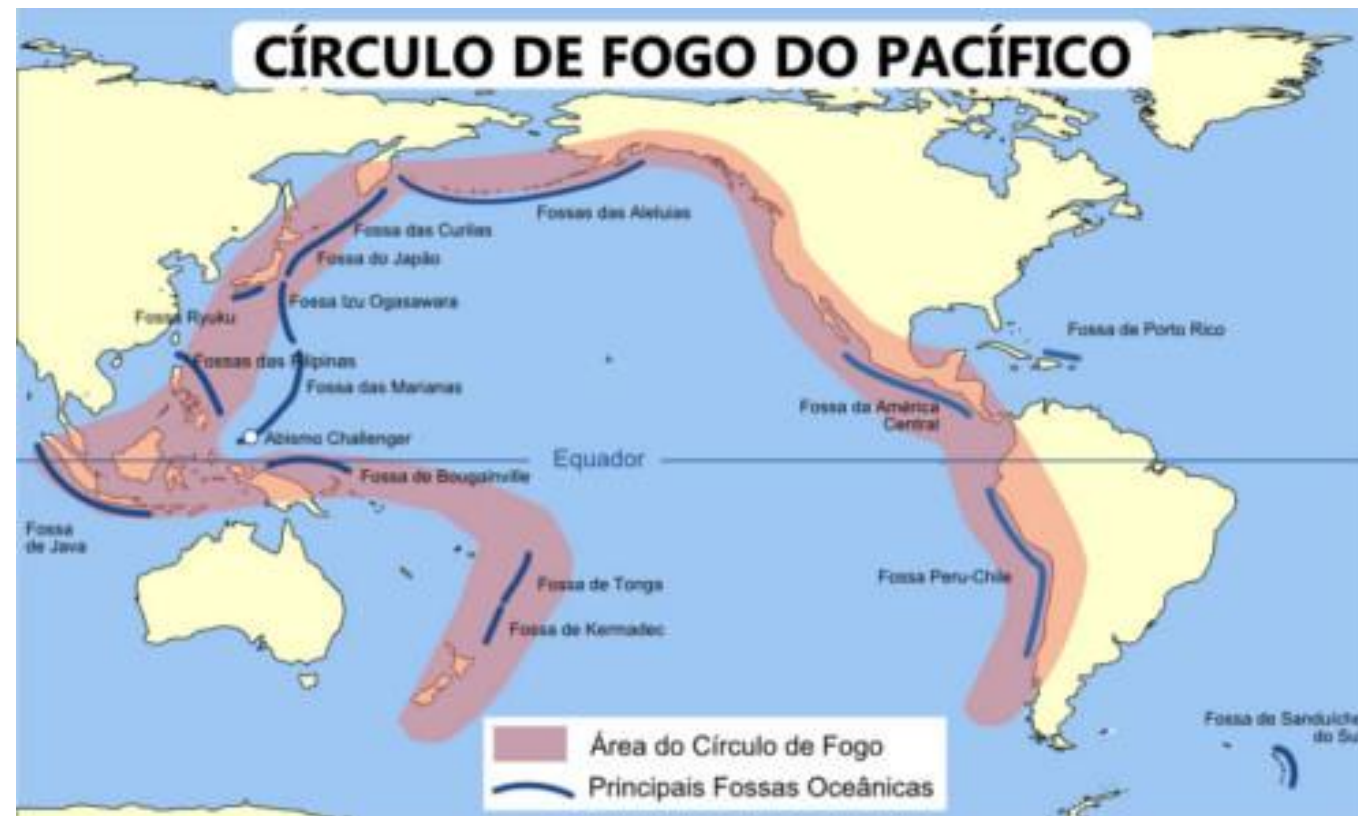 CÍRCULO DE FOGO DO PACÍFICO
Fossas das Aleluias
Fossa das Curilas
Fossa do Japão
Fossa Izu Ogasawara
Fossa Ryuku
Fossas das Filipinas
Fossa das Marianas
Abismo Challenger
Equador
Fossa de Bougainville
Fossa
de Java
Fossa de Tonga
Fossa de Kermadec
Fossa de Porto Rico
Fossa da América
Central
Fossa Peru-Chile
Fossa de Sanduíche
do Su
Área do Círculo de Fogo
Principais Fossas Oceânicas